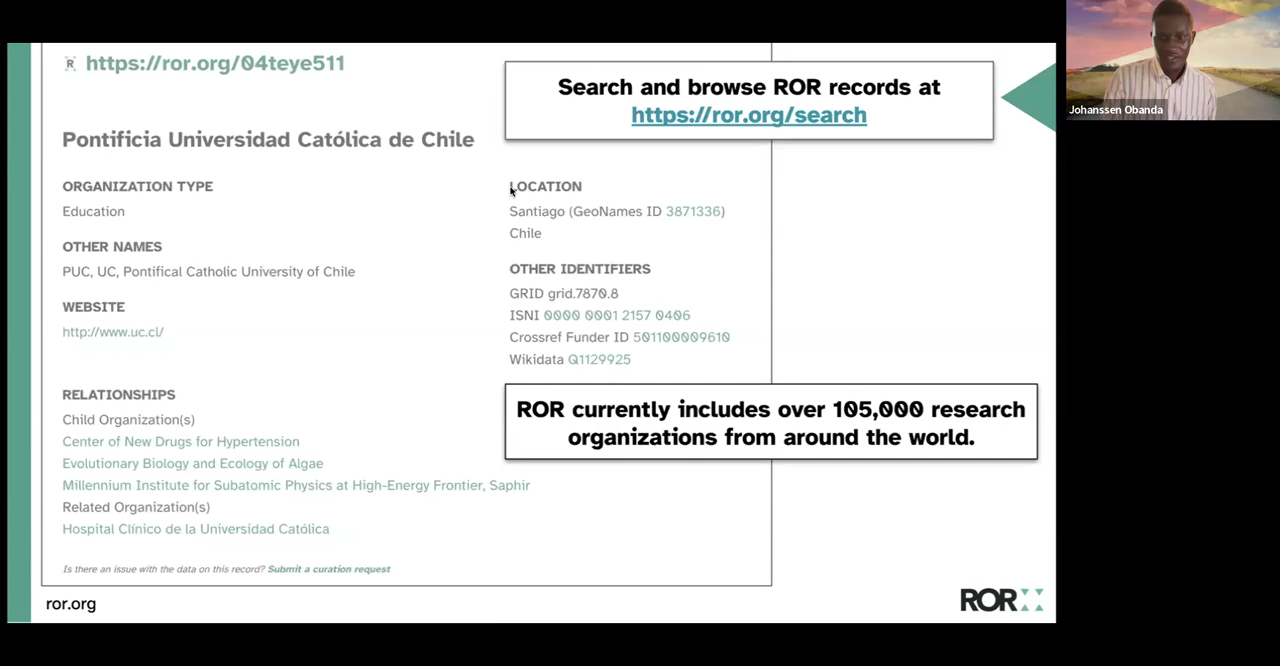 https://ror.org/04teye511
Search and browse ROR records at
https://ror.org/search
Johanssen Obanda
Pontificia Universidad Católica de Chile
ORGANIZATION TYPE
Education
OTHER NAMES
PUC, UC, Pontifical Catholic University of Chile
WEBSITE
http://www.uc.cl/
LOCATION
Santiago (GeoNames ID 3871336)
Chile
OTHER IDENTIFIERS
GRID grid.7870.8
ISNI 0000 0001 2157 0406
Crossref Funder ID 501100009610
Wikidata Q1129925
RELATIONSHIPS
Child Organization(s)
Center of New Drugs for Hypertension
Evolutionary Biology and Ecology of Algae
Millennium Institute for Subatomic Physics at High-Energy Frontier, Saphir
Related Organization(s)
Hospital Clínico de la Universidad Católica
ROR currently includes over 105,000 research
organizations from around the world.
Is there an issue with the data on this record? Submit a curation request
ror.org
ROR